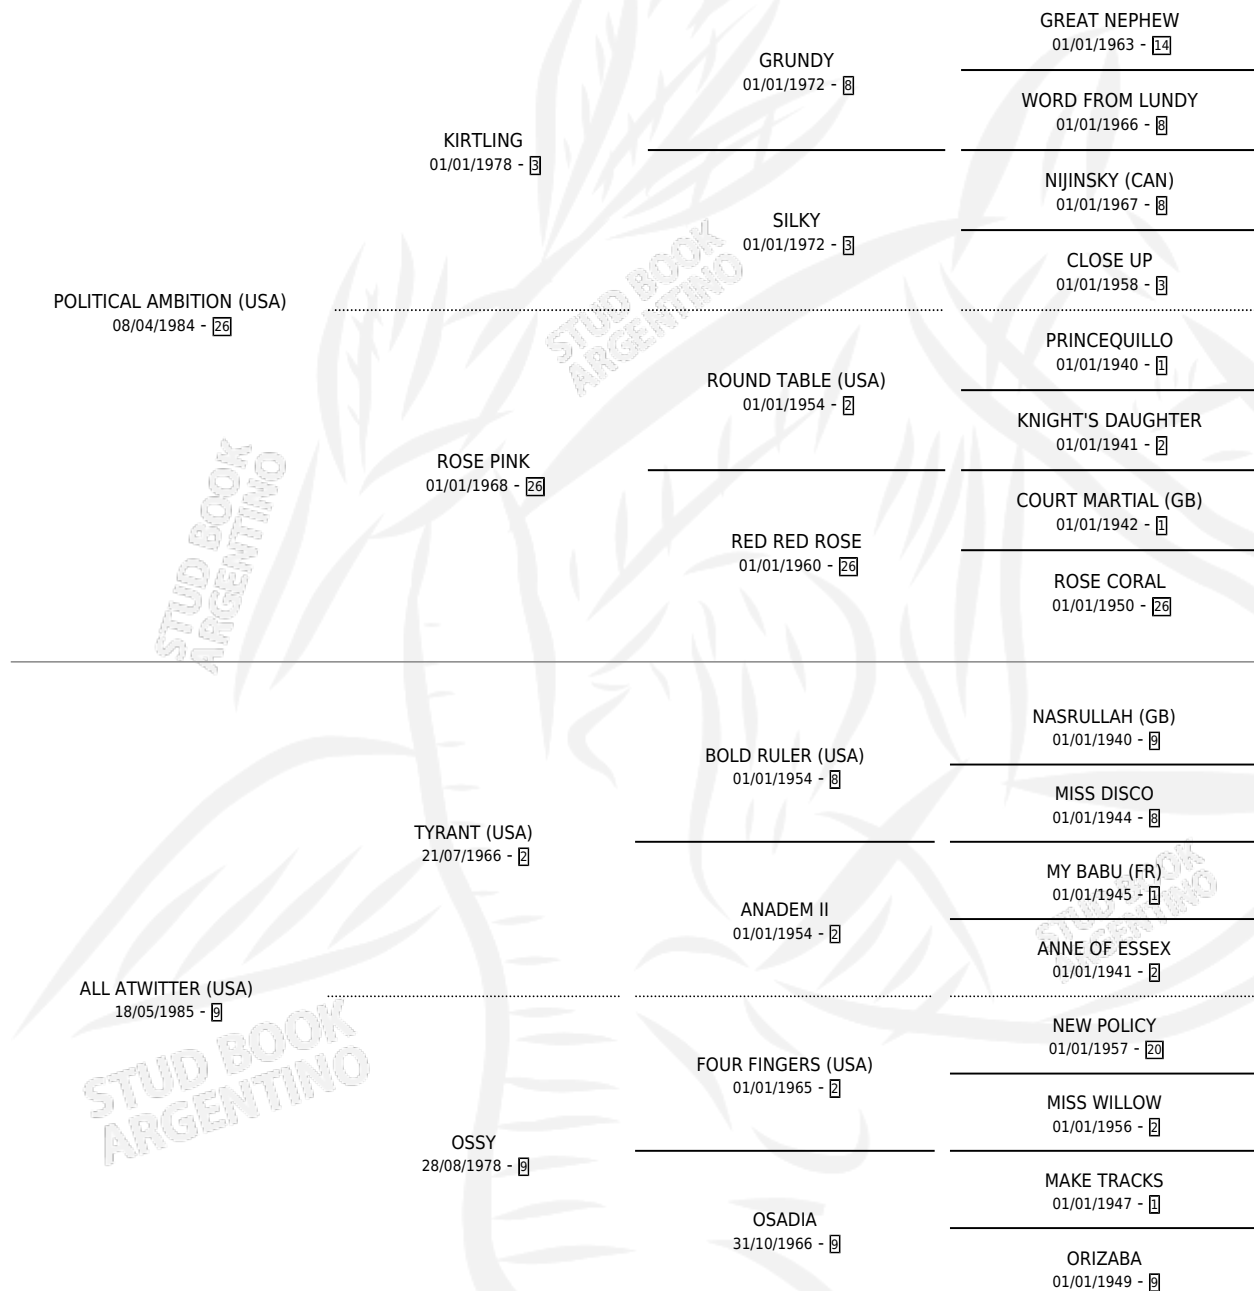 GREAT NEPHEW
01/01/1963 - 14
GRUNDY
01/01/1972 - 8
WORD FROM LUNDY
01/01/1966 - 8
KIRTLING
01/01/1978 - 3
NIJINSKY (CAN)
01/01/1967 - 8
SILKY
01/01/1972 - 3
CLOSE UP
01/01/1958 - 3
POLITICAL AMBITION (USA)
08/04/1984 - 26
PRINCEQUILLO
01/01/1940 - 1
ROUND TABLE (USA)
01/01/1954 - 2
KNIGHT'S DAUGHTER
01/01/1941 - 2
ROSE PINK
01/01/1968 - 26
COURT MARTIAL (GB)
01/01/1942 - 1
RED RED ROSE
01/01/1960 - 26
ROSE CORAL
01/01/1950 - 26
NASRULLAH (GB)
01/01/1940 - 9
BOLD RULER (USA)
01/01/1954 - 8
MISS DISCO
01/01/1944 - 8
TYRANT (USA)
21/07/1966 - 2
MY BABU (FR)
01/01/1945 - 1
ANADEM II
01/01/1954 - 2
ANNE OF ESSEX
01/01/1941 - 2
ALL ATWITTER (USA)
18/05/1985 - 9
NEW POLICY
01/01/1957 - 20
FOUR FINGERS (USA)
01/01/1965 - 2
MISS WILLOW
01/01/1956 - 2
OSSY
28/08/1978 - 9
MAKE TRACKS
01/01/1947 - 1
OSADIA
31/10/1966 - 9
ORIZABA
01/01/1949 - 9
STUD BOOK
ARGENTINO
STUD BOOK
ARGENTINO
STUD BOOK
ARGENTINO
STUD BOOK
ARGENTINO